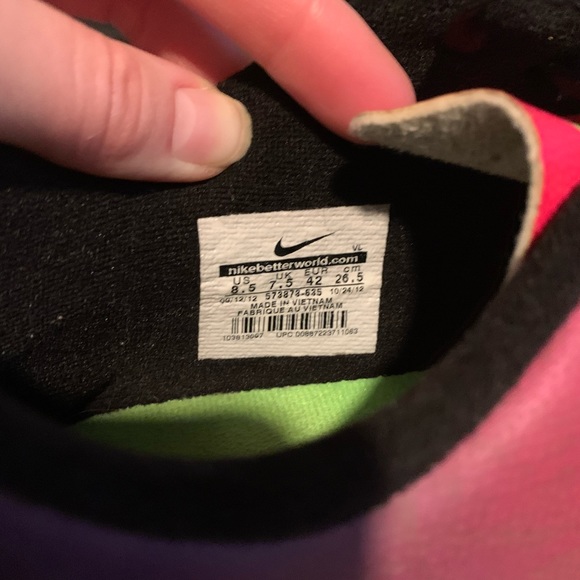 VL
nikebetterworld.com
US UK EUR cm
8.5 7.5 42 26.5
09/12/12 573873-635 10/24/12
MADE IN VIETNAM
FABRIQUE AU VIETNAM
UPC 00887223711063